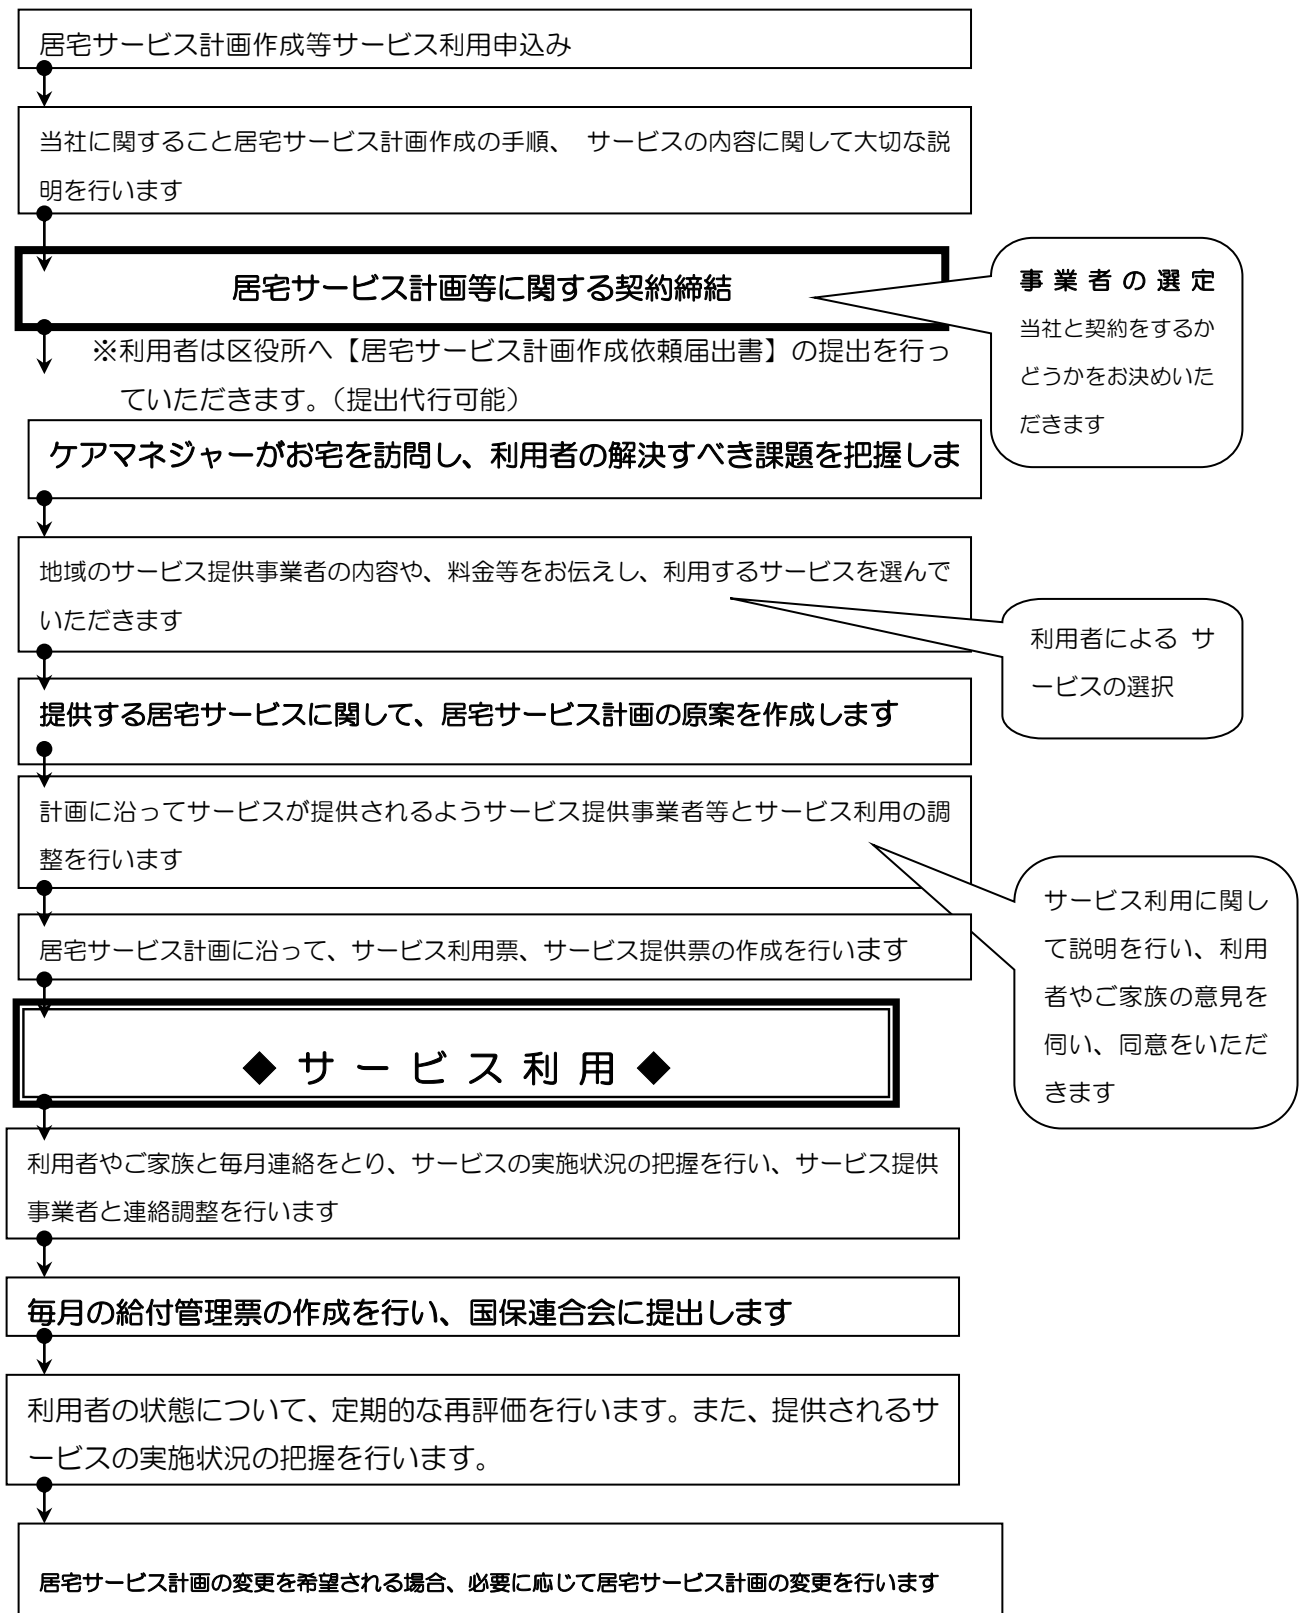 居宅サービス計画作成等サービス利用申込み
当社に関すること居宅サービス計画作成の手順、 サービスの内容に関して大切な説
明を行います
居宅サービス計画等に関する契約締結
事業者の選定
当社と契約をするか
どうかをお決めいた
だきます
※利用者は区役所へ【居宅サービス計画作成依頼届出書】の提出を行っ
ていただきます。（提出代行可能）
ケアマネジャーがお宅を訪問し、利用者の解決すべき課題を把握しま
地域のサービス提供事業者の内容や、料金等をお伝えし、利用するサービスを選んで
いただきます
利用者による サ
ービスの選択
提供する居宅サービスに関して、居宅サービス計画の原案を作成します
計画に沿ってサービスが提供されるようサービス提供事業者等とサービス利用の調
整を行います
サービス利用に関し
て説明を行い、利用
者やご家族の意見を
伺い、同意をいただ
きます
居宅サービス計画に沿って、サービス利用票、サービス提供票の作成を行います
◆ サ ー ビ ス 利 用 ◆
利用者やご家族と毎月連絡をとり、サービスの実施状況の把握を行い、サービス提供
事業者と連絡調整を行います
毎月の給付管理票の作成を行い、国保連合会に提出します
利用者の状態について、定期的な再評価を行います。また、提供されるサ
ービスの実施状況の把握を行います。
居宅サービス計画の変更を希望される場合、必要に応じて居宅サービス計画の変更を行います